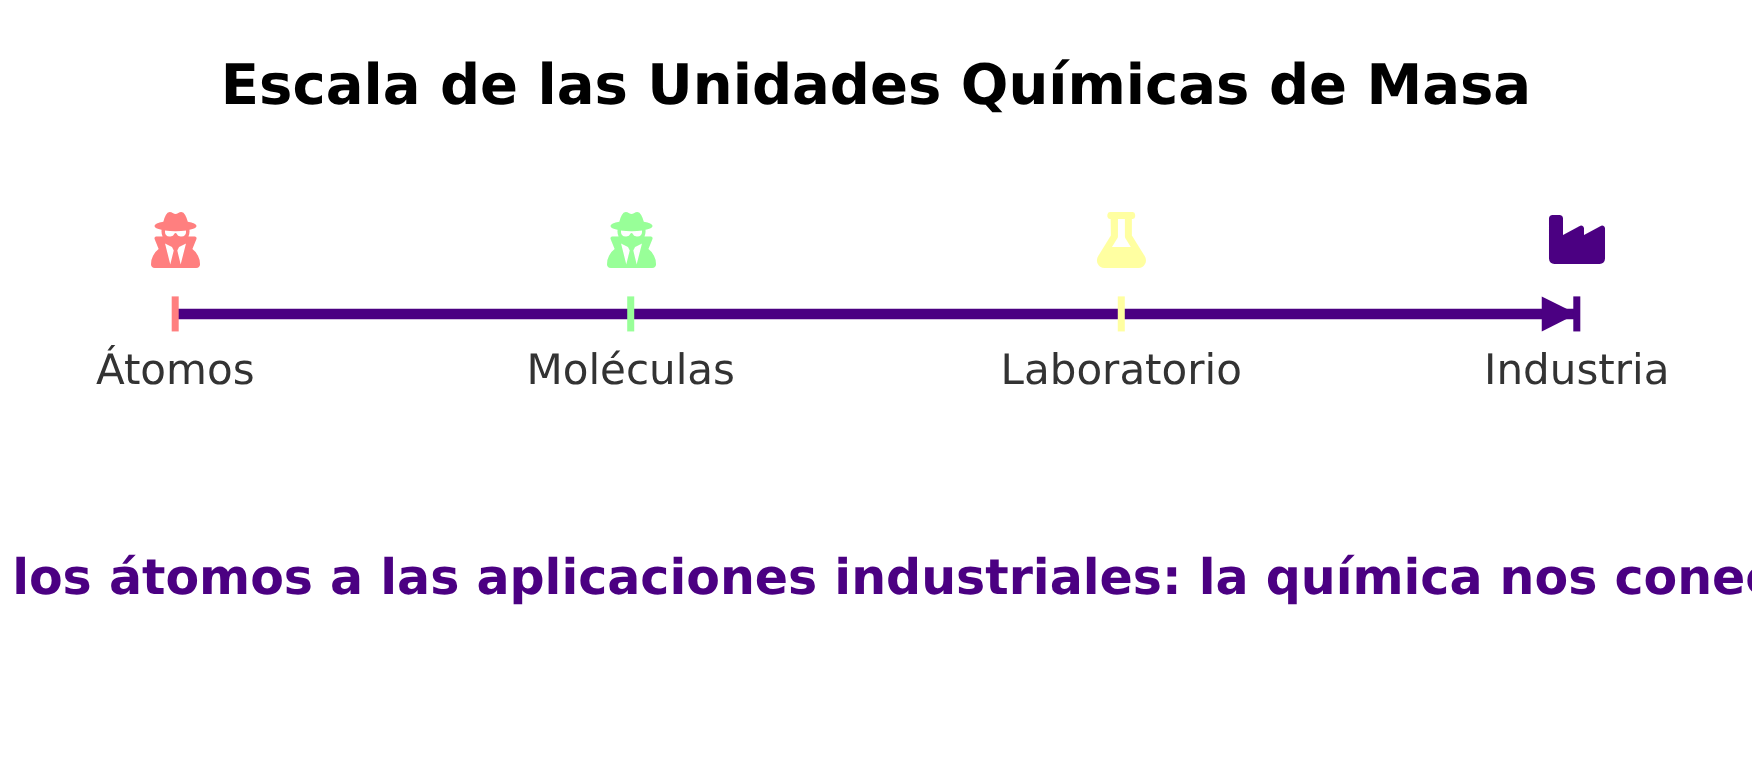 Escala de las Unidades Químicas de Masa
Átomos
Moléculas
Laboratorio
Industria
los átomos a las aplicaciones industriales: la química nos